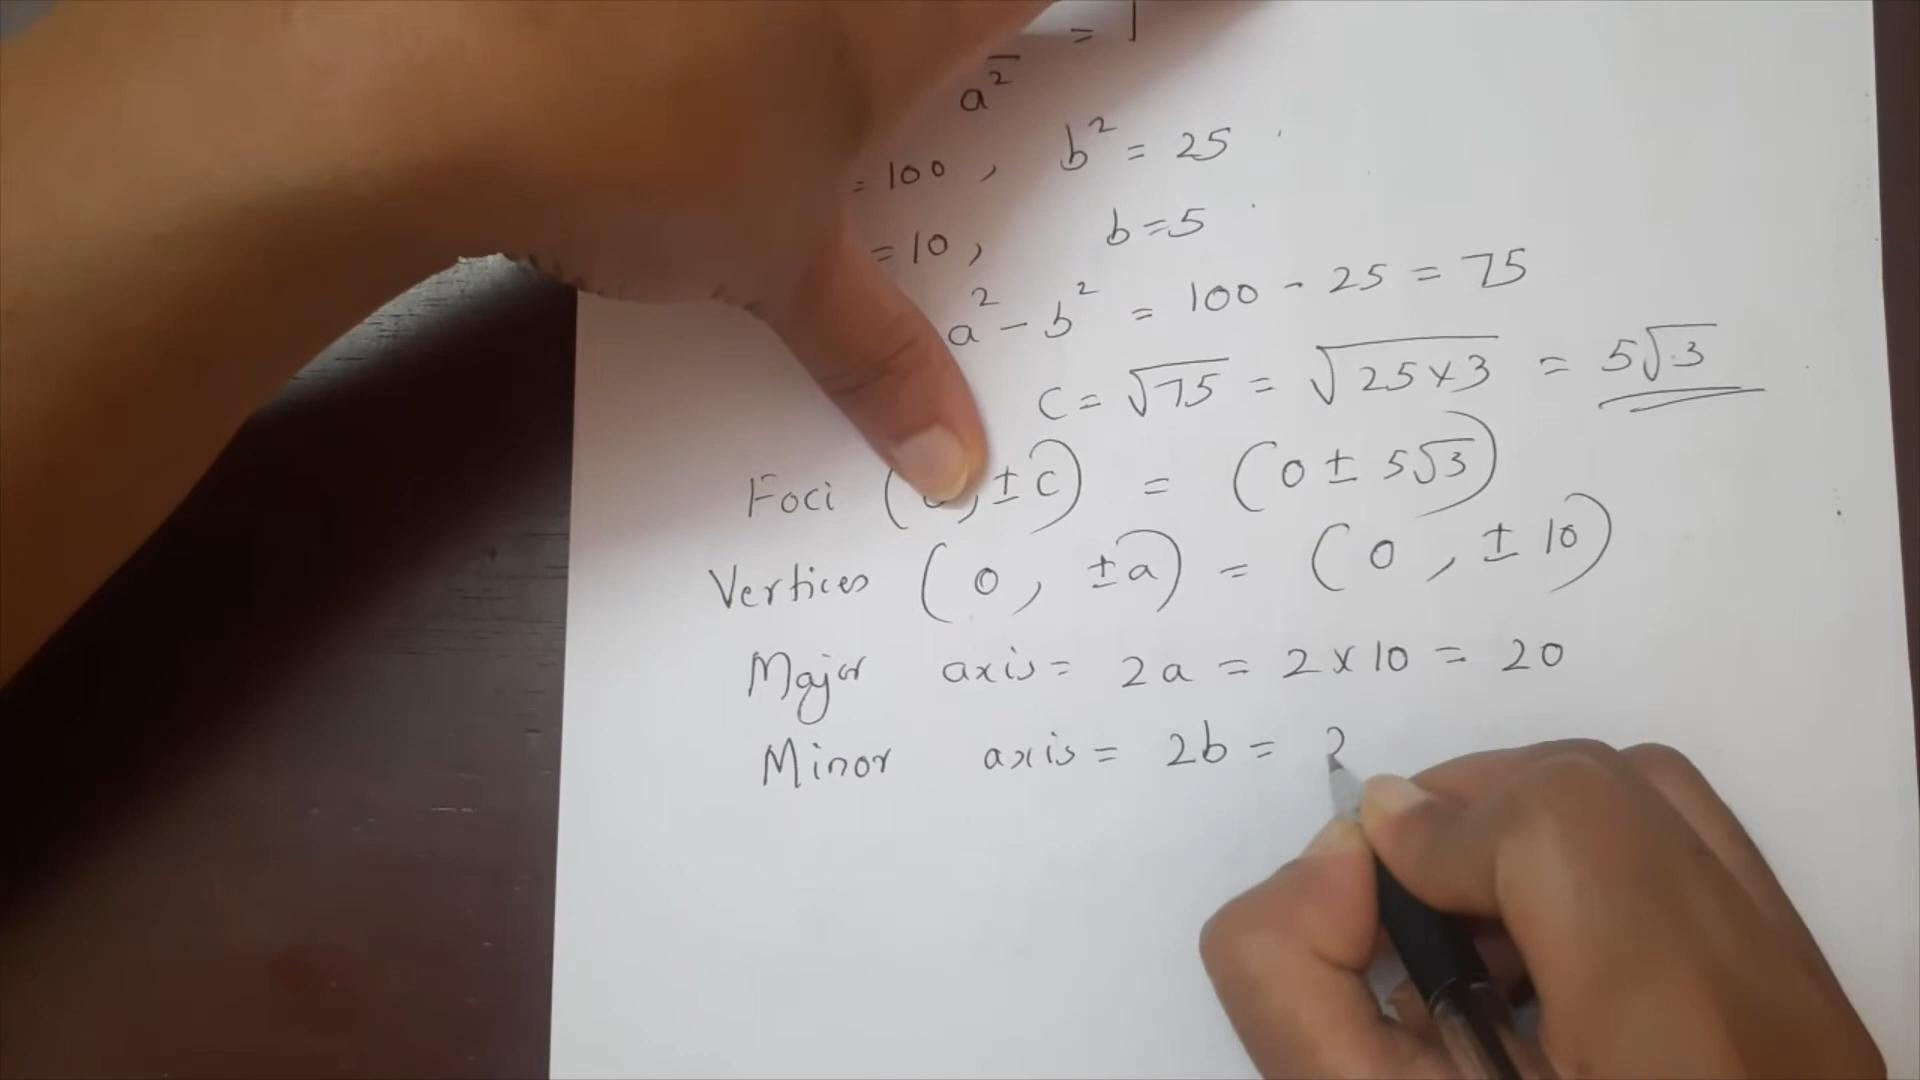 a² = 1
= 100 , b² = 25
= 10 , b = 5
a² - b² = 100 - 25 = 75
c = √75 = √25×3 = 5√3
Foci ( , ±c) = (0 ± 5√3)
Vertices (0, ±a) = (0, ±10)
Major axis = 2a = 2 × 10 = 20
Minor axis = 2b = 2